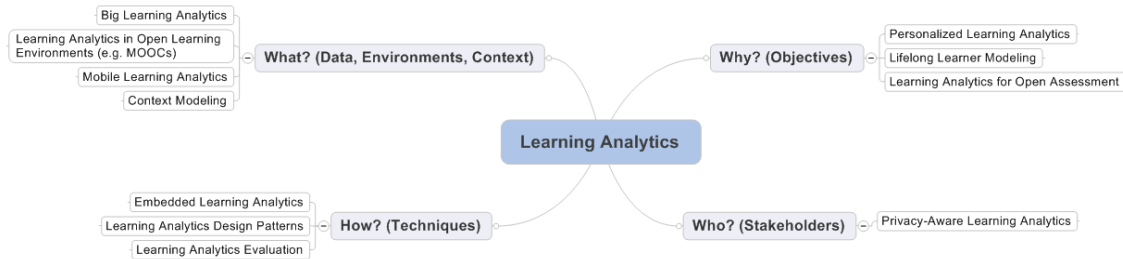 Big Learning Analytics
Learning Analytics in Open Learning
Environments (e.g. MOOCs)
Mobile Learning Analytics
Context Modeling
What? (Data, Environments, Context)
Why? (Objectives)
Personalized Learning Analytics
Lifelong Learner Modeling
Learning Analytics for Open Assessment
Learning Analytics
Embedded Learning Analytics
Learning Analytics Design Patterns
Learning Analytics Evaluation
How? (Techniques)
Who? (Stakeholders)
Privacy-Aware Learning Analytics